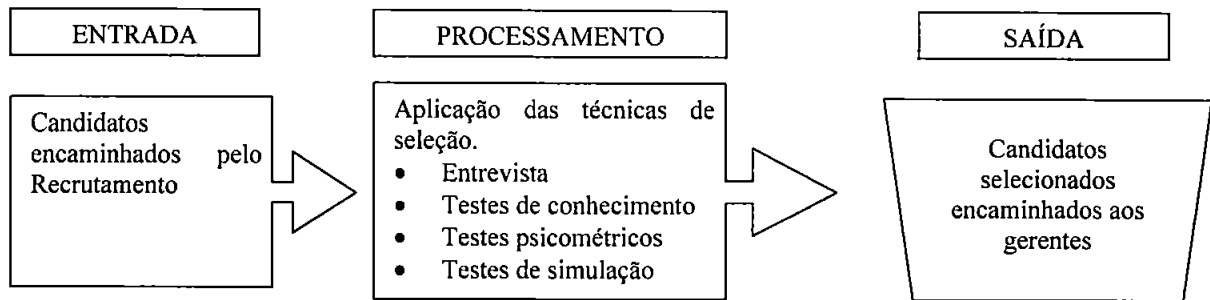 ENTRADA
PROCESSAMENTO
SAÍDA
Candidatos
encaminhados pelo
Recrutamento
Aplicação das técnicas de
seleção.
• Entrevista
• Testes de conhecimento
• Testes psicométricos
• Testes de simulação
Candidatos
selecionados
encaminhados aos
gerentes